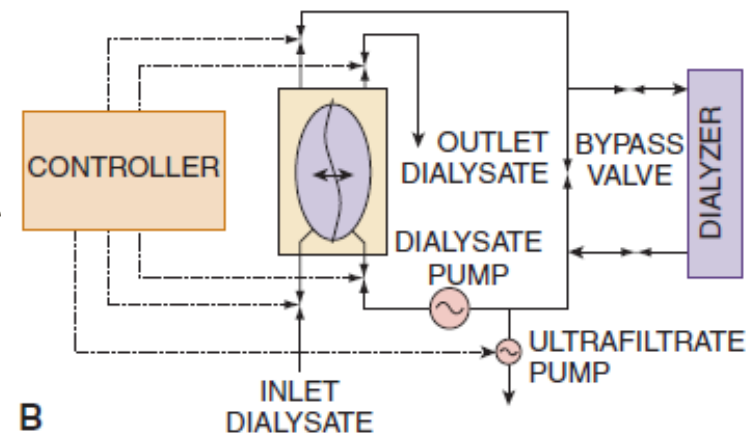 CONTROLLER
OUTLET
DIALYSATE
BYPASS
VALVE
DIALYZER
DIALYSATE
PUMP
ULTRAFILTRATE
PUMP
INLET
DIALYSATE
B